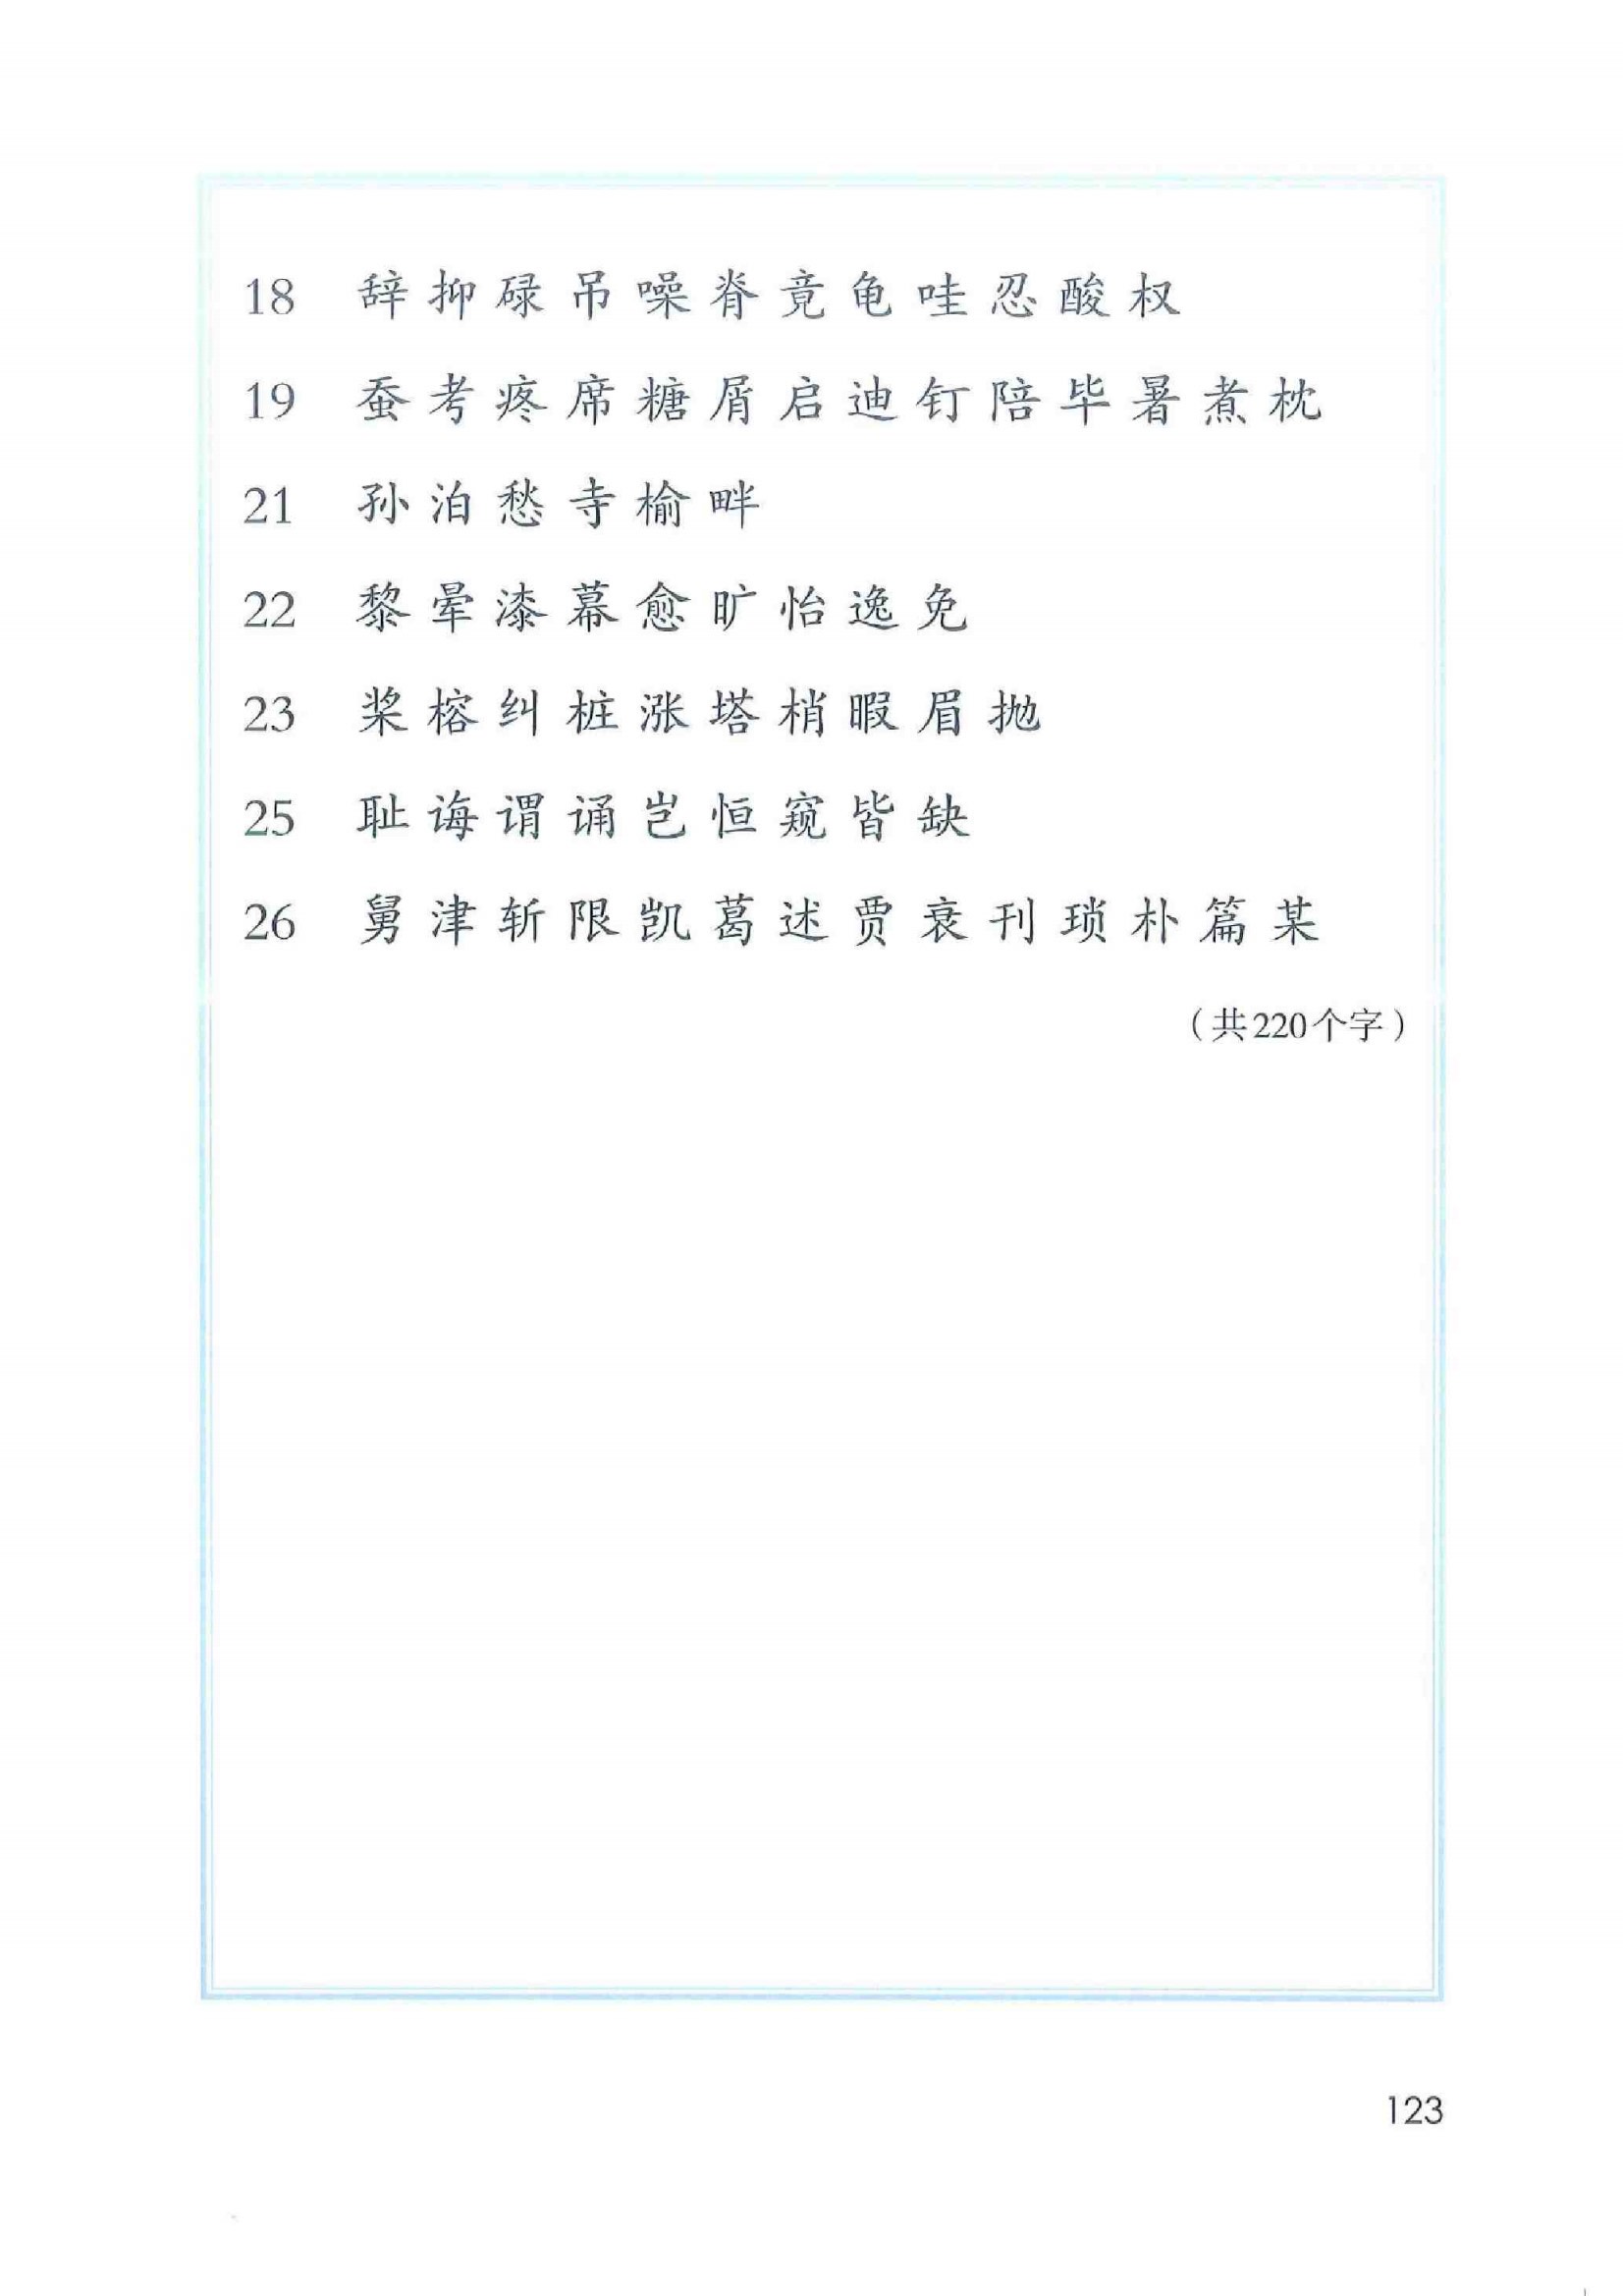 18 辞 抑 碌 吊 噪 脊 竟 龟 哇 忍 酸 权
19 蚕 考 疼 席 糖 屑 启 迪 钉 陪 毕 暑 煮 枕
21 孙 泊 愁 寺 榆 畔
22 黎 晕 漆 幕 愈 旷 怡 逸 免
23 桨 榕 纠 桩 涨 塔 梢 暇 眉 抛
25 耻 诲 谓 诵 岂 恒 窥 皆 缺
26 舅 津 斩 限 凯 葛 述 贾 衰 刊 琐 朴 篇 某
（共220个字）
123